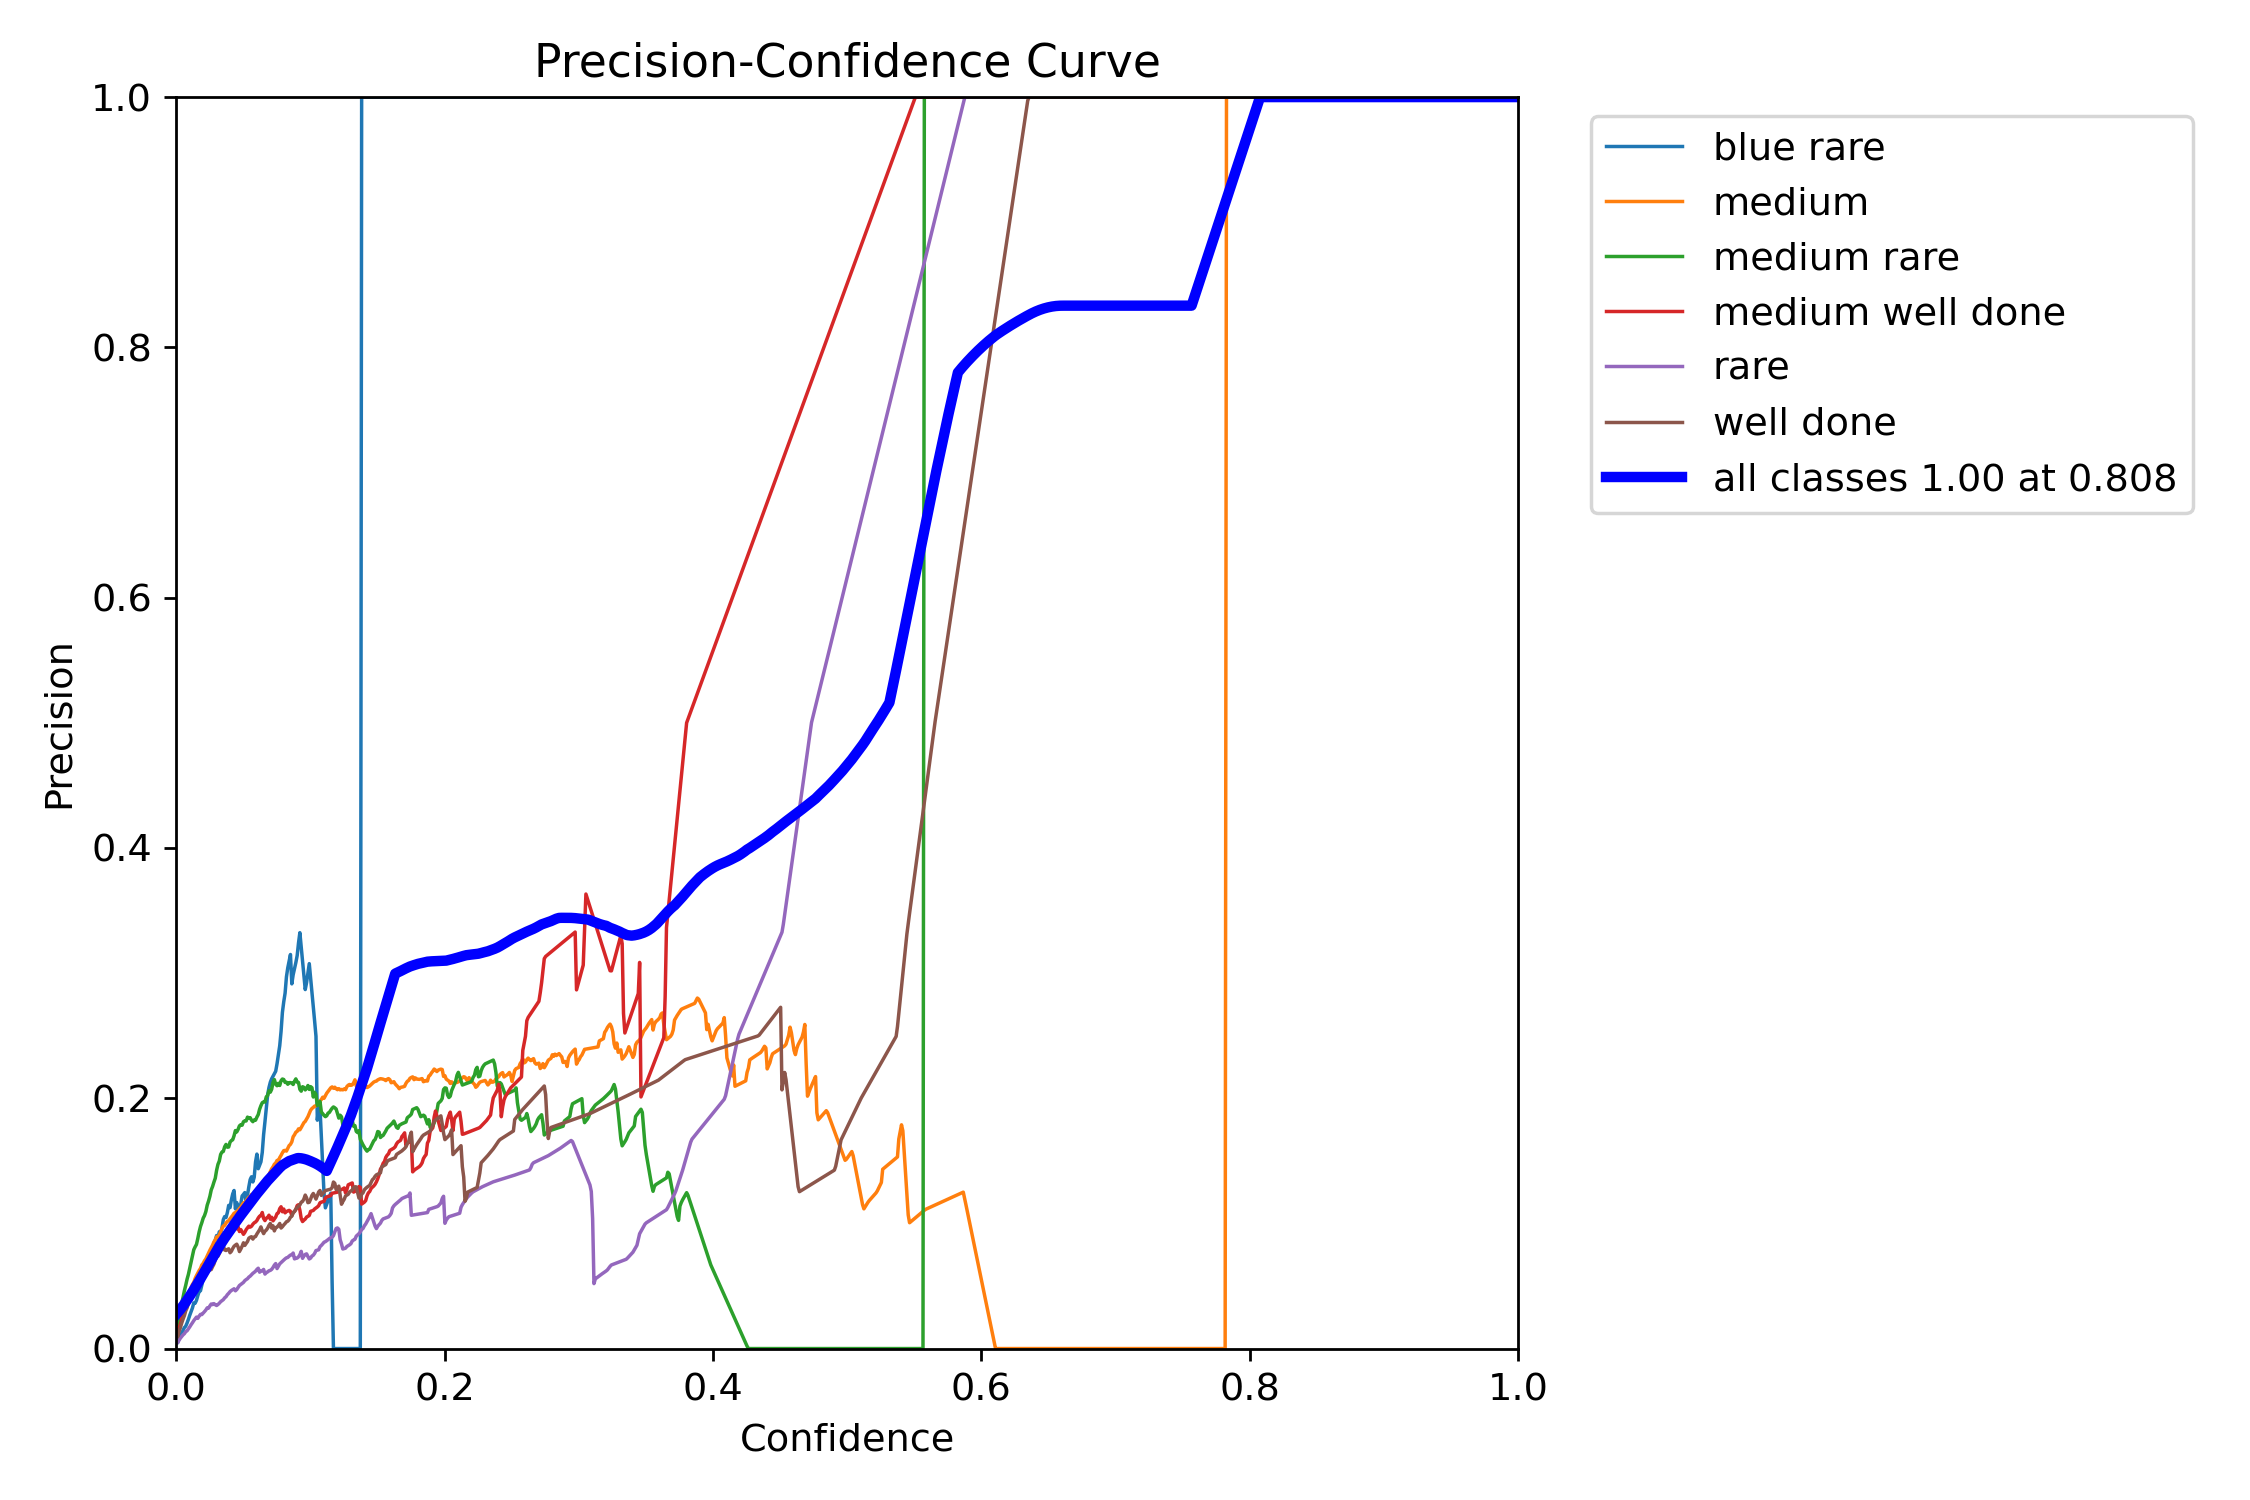 Precision-Confidence Curve
1.0
0.8
0.6
0.4
0.2
0.0
Precision
0.0 0.2 0.4 0.6 0.8 1.0
Confidence
blue rare
medium
medium rare
medium well done
rare
well done
all classes 1.00 at 0.808